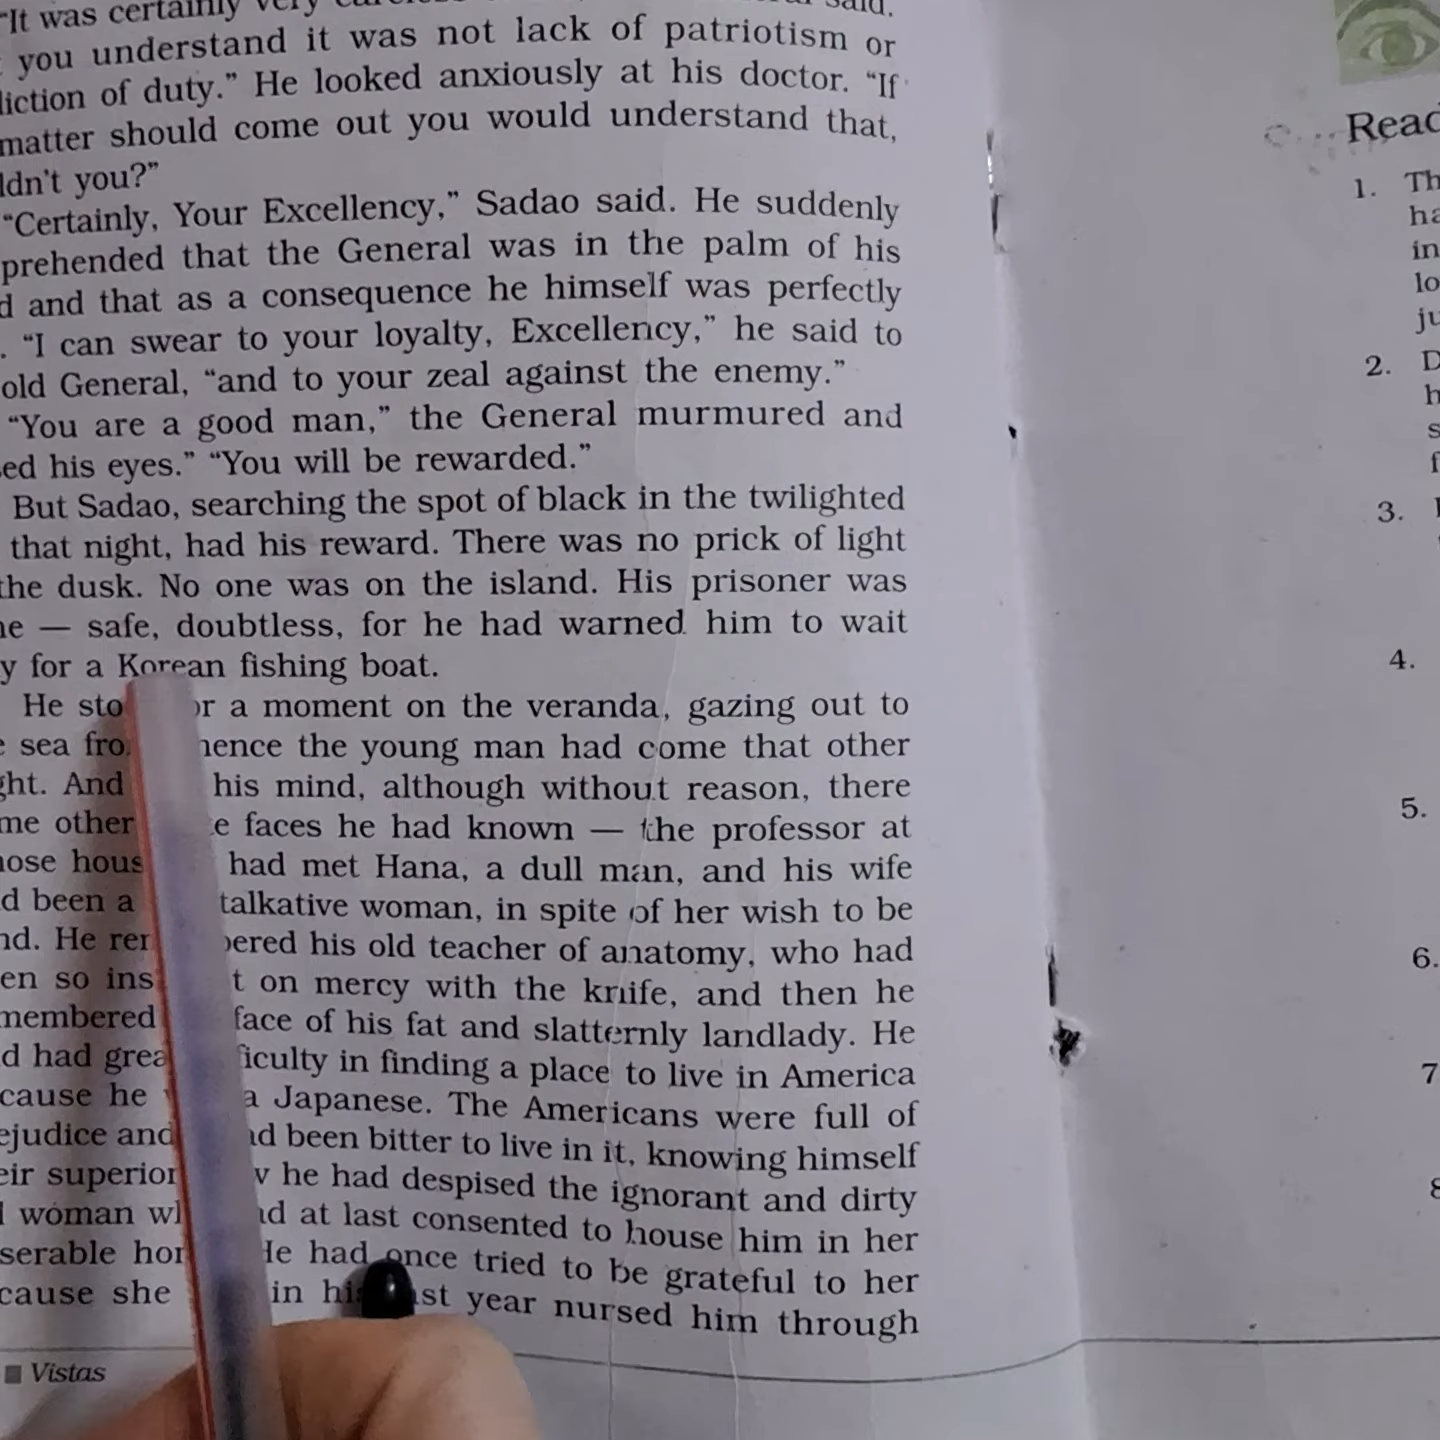 "It was certainly very said.
you understand it was not lack of patriotism or
liction of duty." He looked anxiously at his doctor. "If
matter should come out you would understand that,
ldn't you?"
"Certainly, Your Excellency," Sadao said. He suddenly
prehended that the General was in the palm of his
d and that as a consequence he himself was perfectly
. "I can swear to your loyalty, Excellency," he said to
old General, "and to your zeal against the enemy."
"You are a good man," the General murmured and
ed his eyes." "You will be rewarded."
But Sadao, searching the spot of black in the twilighted
that night, had his reward. There was no prick of light
the dusk. No one was on the island. His prisoner was
ne — safe, doubtless, for he had warned him to wait
y for a Korean fishing boat.
He sto or a moment on the veranda, gazing out to
e sea fro hence the young man had come that other
ght. And his mind, although without reason, there
me other e faces he had known — the professor at
hose hous had met Hana, a dull man, and his wife
d been a talkative woman, in spite of her wish to be
nd. He rem bered his old teacher of anatomy, who had
en so ins t on mercy with the knife, and then he
membered face of his fat and slatternly landlady. He
d had grea ficulty in finding a place to live in America
cause he a Japanese. The Americans were full of
ejudice and ad been bitter to live in it, knowing himself
eir superior w he had despised the ignorant and dirty
d woman wh ad at last consented to house him in her
serable hom He had once tried to be grateful to her
cause she in his ast year nursed him through
Vistas
Read
1. Th
ha
in
lo
ju
2. D
h
s
f
3.
4.
5.
6.
7
8